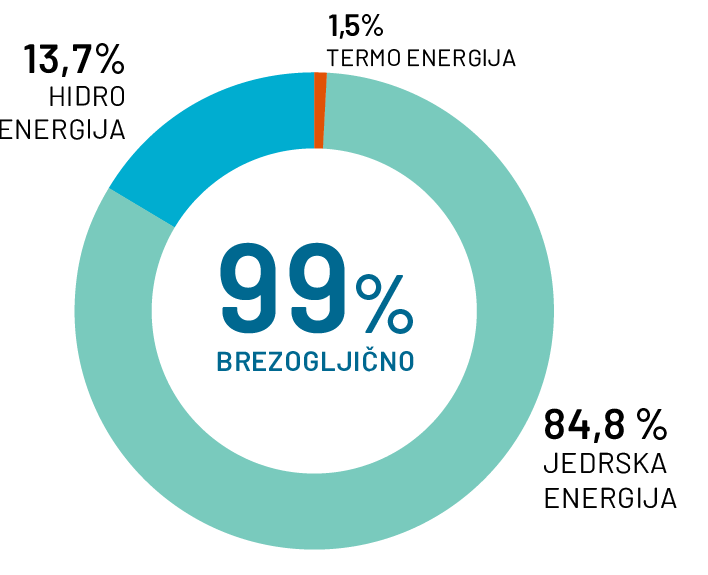 1,5%
TERMO ENERGIJA
13,7%
HIDRO
ENERGIJA
99%
BREZOGLJIČNO
84,8 %
JEDRSKA
ENERGIJA